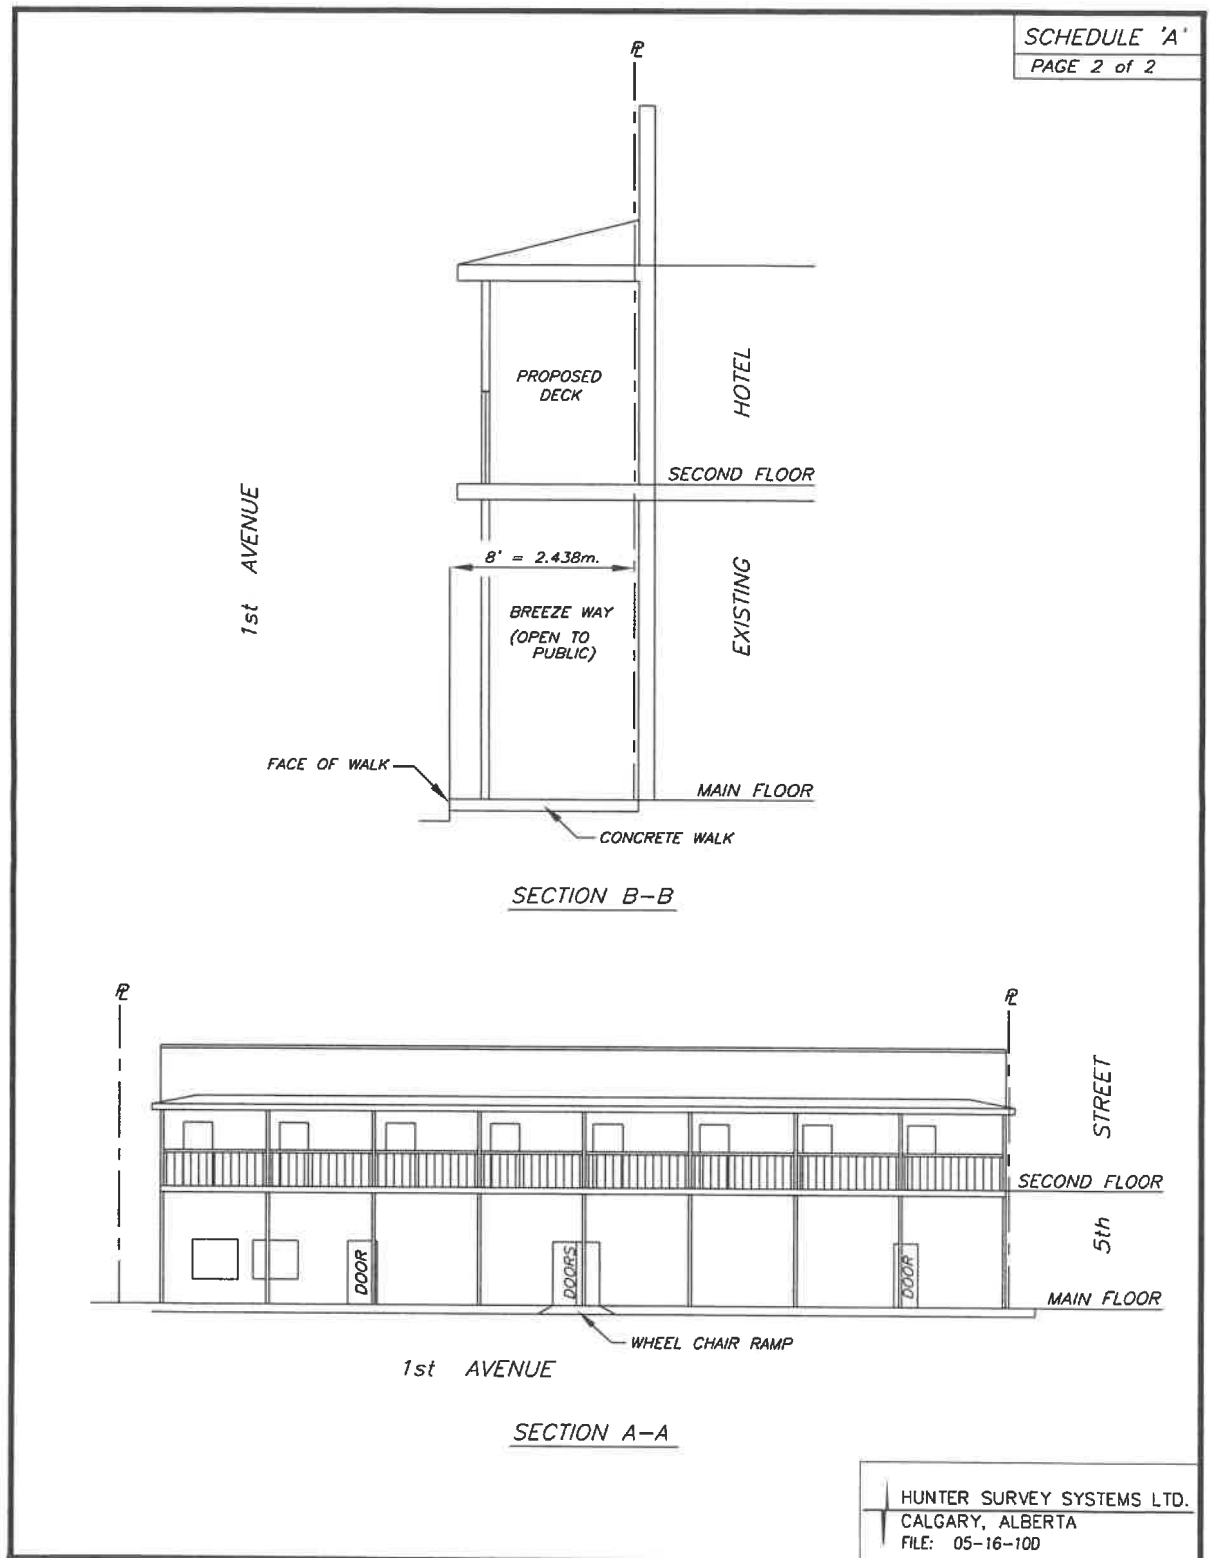 SCHEDULE 'A'
PAGE 2 of 2
PL
PROPOSED
DECK
HOTEL
SECOND FLOOR
1st AVENUE
8' = 2.438m.
BREEZE WAY
(OPEN TO
PUBLIC)
EXISTING
FACE OF WALK
MAIN FLOOR
CONCRETE WALK
SECTION B-B
PL
PL
STREET
SECOND FLOOR
5th
DOOR
DOORS
DOOR
MAIN FLOOR
WHEEL CHAIR RAMP
1st AVENUE
SECTION A-A
HUNTER SURVEY SYSTEMS LTD.
CALGARY, ALBERTA
FILE: 05-16-10D